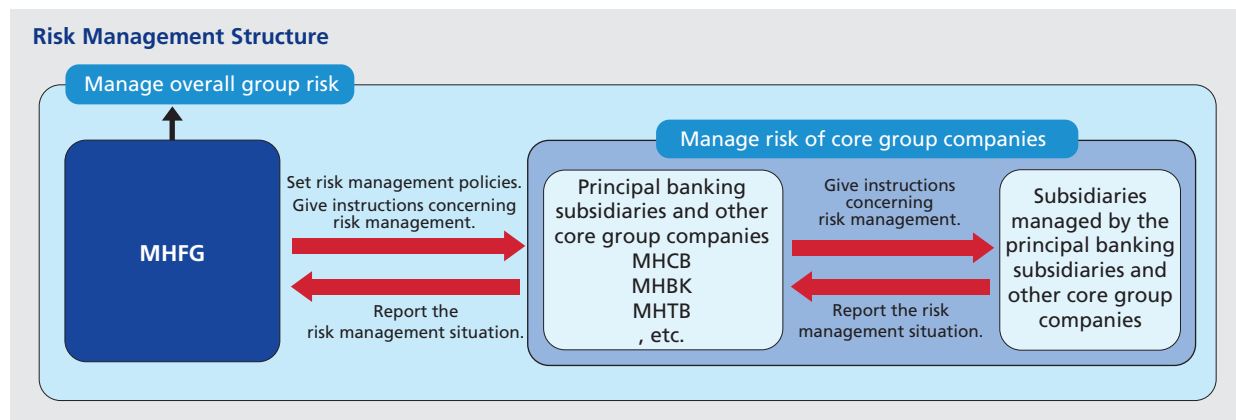 Risk Management Structure
Manage overall group risk
MHFG
Set risk management policies.
Give instructions concerning
risk management.
Report the
risk management situation.
Manage risk of core group companies
Principal banking
subsidiaries and other
core group companies
MHCB
MHBK
MHTB
, etc.
Give instructions
concerning
risk management.
Report the risk
management situation.
Subsidiaries
managed by the
principal banking
subsidiaries and
other core group
companies